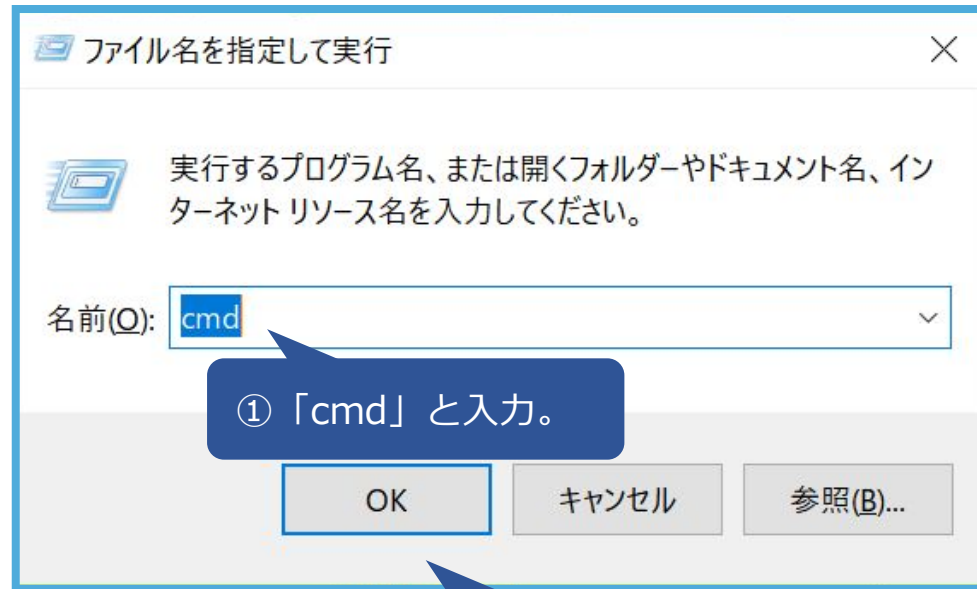 ファイル名を指定して実行
実行するプログラム名、または開くフォルダーやドキュメント名、イン
ターネット リソース名を入力してください。
名前(O): cmd
①「cmd」と入力。
OK キャンセル 参照(B)...